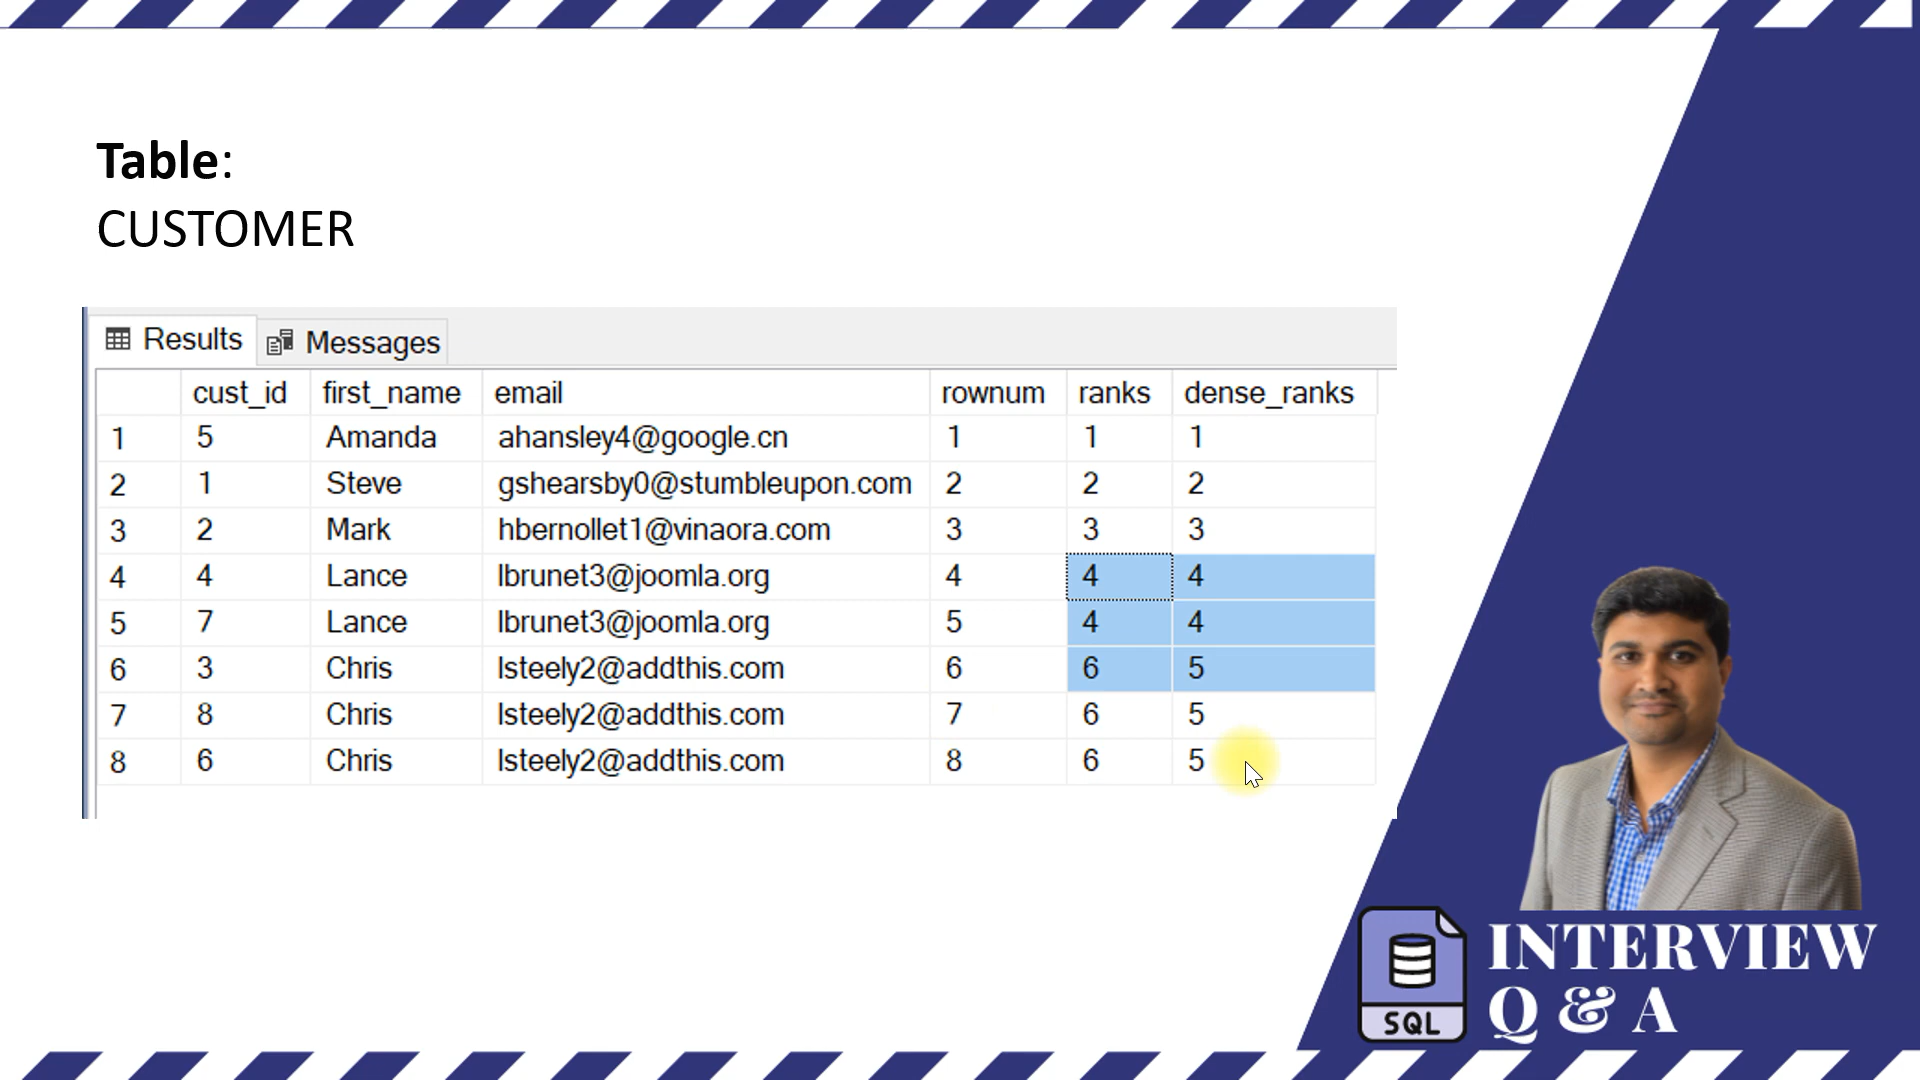 Table:
CUSTOMER
Results Messages
cust_id first_name email rownum ranks dense_ranks
1 5 Amanda ahansley4@google.cn 1 1 1
2 1 Steve gshearsby0@stumbleupon.com 2 2 2
3 2 Mark hbernollet1@vinaora.com 3 3 3
4 4 Lance lbrunet3@joomla.org 4 4 4
5 7 Lance lbrunet3@joomla.org 5 4 4
6 3 Chris lsteely2@addthis.com 6 6 5
7 8 Chris lsteely2@addthis.com 7 6 5
8 6 Chris lsteely2@addthis.com 8 6 5
INTERVIEW
Q & A
SQL